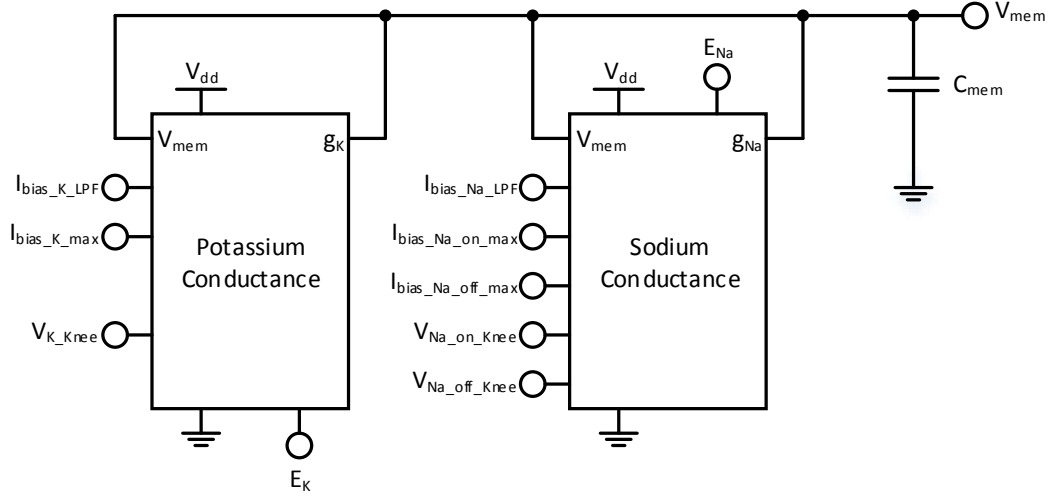 V_mem
E_Na
V_dd
V_dd
C_mem
V_mem
g_K
V_mem
g_Na
I_bias_K_LPF
I_bias_Na_LPF
I_bias_K_max
I_bias_Na_on_max
Potassium
Conductance
Sodium
Conductance
I_bias_Na_off_max
V_K_Knee
V_Na_on_Knee
V_Na_off_Knee
E_K